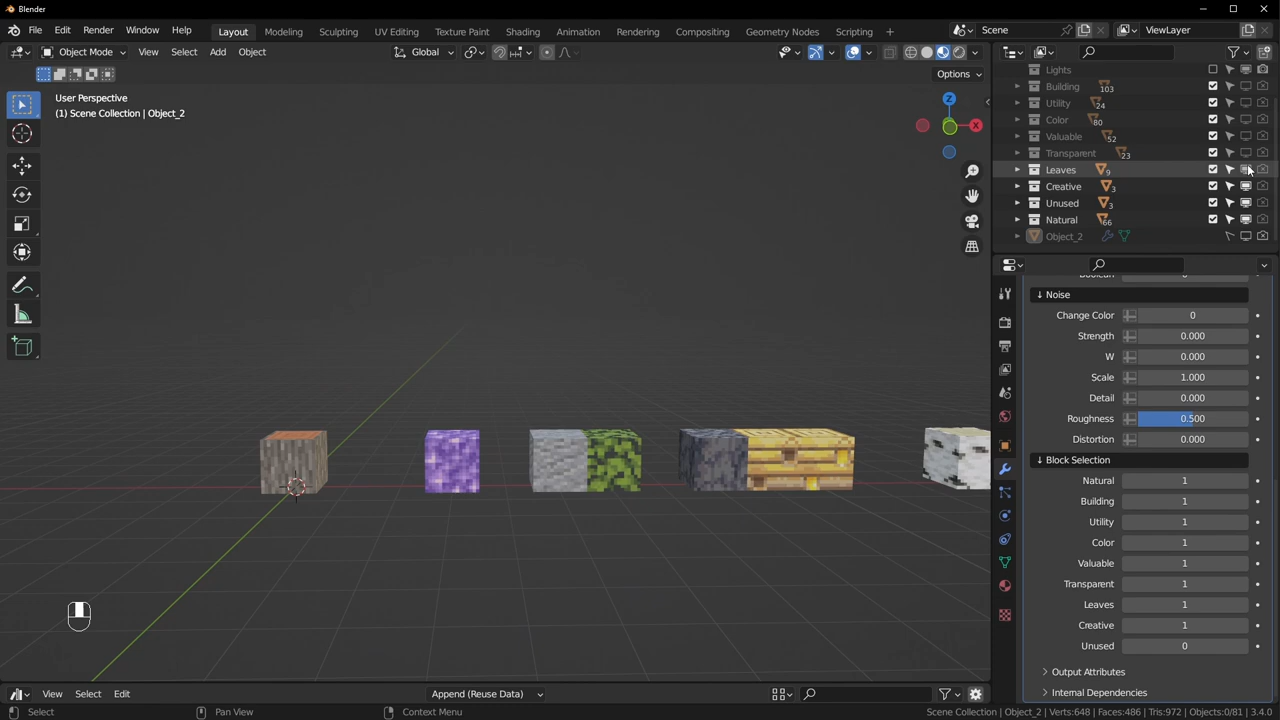 Blender
File Edit Render Window Help Layout Modeling Sculpting UV Editing Texture Paint Shading Animation Rendering Compositing Geometry Nodes Scripting Scene ViewLayer
Object Mode View Select Add Object Global
Options
User Perspective
(1) Scene Collection | Object_2
Z
X
Lights
Building 103
Utility 24
Color 80
Valuable 52
Transparent 23
Leaves 9
Creative 3
Unused 3
Natural 66
Object_2
↓ Noise
Change Color 0
Strength 0.000
W 0.000
Scale 1.000
Detail 0.000
Roughness 0.500
Distortion 0.000
↓ Block Selection
Natural 1
Building 1
Utility 1
Color 1
Valuable 1
Transparent 1
Leaves 1
Creative 1
Unused 0
Output Attributes
Internal Dependencies
View Select Edit Append (Reuse Data)
Select Pan View Context Menu Scene Collection | Object_2 | Verts:648 | Faces:486 | Tris:972 | Objects:0/81 | 3.4.0